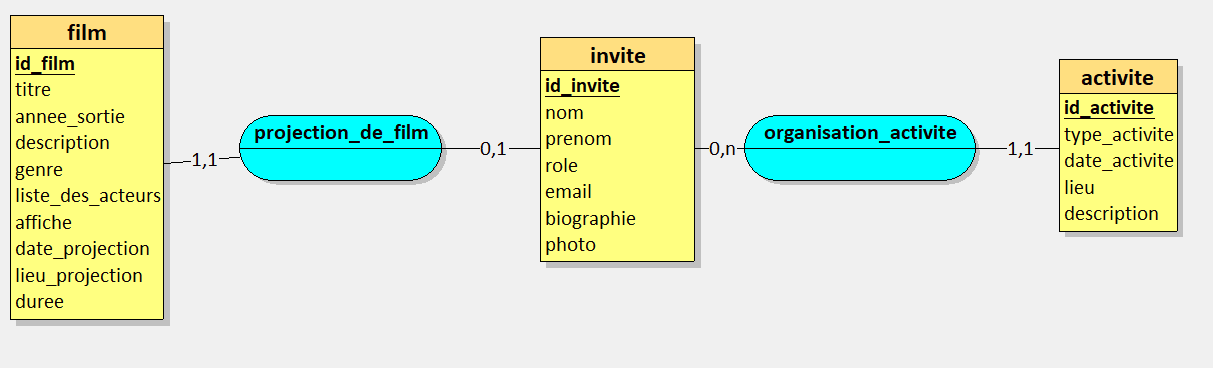 film
id_film
titre
annee_sortie
description
genre
liste_des_acteurs
affiche
date_projection
lieu_projection
duree
1,1
projection_de_film
0,1
invite
id_invite
nom
prenom
role
email
biographie
photo
0,n
organisation_activite
1,1
activite
id_activite
type_activite
date_activite
lieu
description